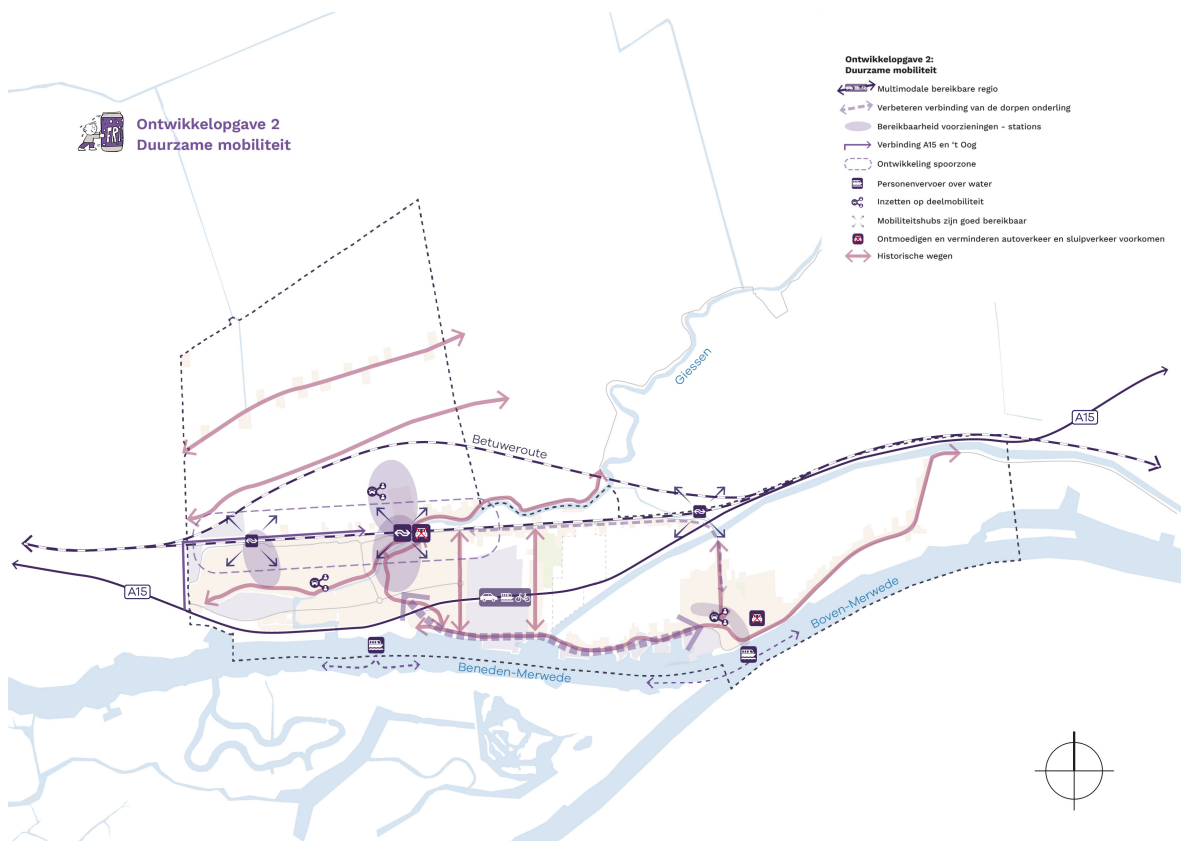 Ontwikkelopgave 2:
Duurzame mobiliteit
Multimodale bereikbare regio
Verbeteren verbinding van de dorpen onderling
Bereikbaarheid voorzieningen - stations
Verbinding A15 en 't Oog
Ontwikkeling spoorzone
Personenvervoer over water
Inzetten op deelmobiliteit
Mobiliteitshubs zijn goed bereikbaar
Ontmoedigen en verminderen autoverkeer en sluipverkeer voorkomen
Historische wegen
Ontwikkelopgave 2
Duurzame mobiliteit
Giessen
A15
Betuweroute
A15
Boven-Merwede
Beneden-Merwede